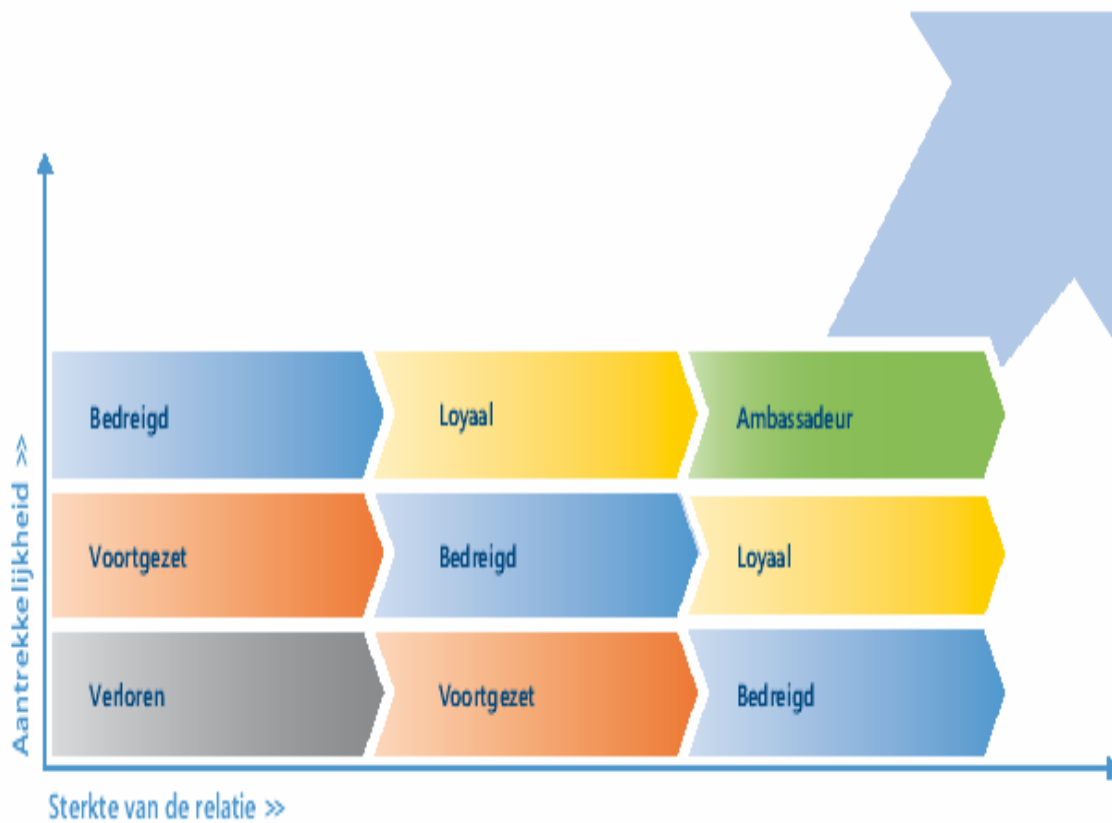 Aantrekkelijkheid >>
Bedreigd
Loyaal
Ambassadeur
Voortgezet
Bedreigd
Loyaal
Verloren
Voortgezet
Bedreigd
Sterkte van de relatie >>